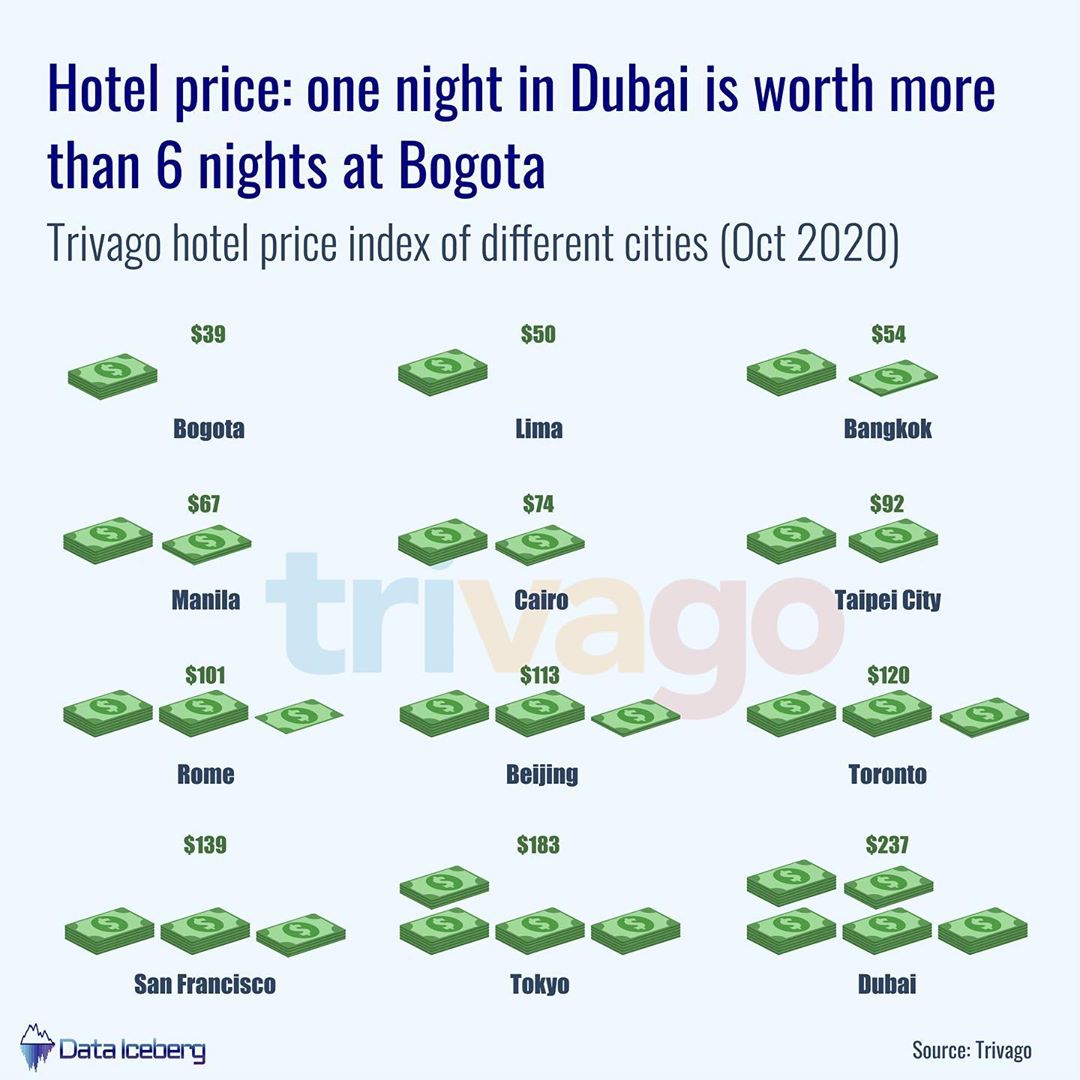 Hotel price: one night in Dubai is worth more
than 6 nights at Bogota
Trivago hotel price index of different cities (Oct 2020)
$39
Bogota
$50
Lima
$54
Bangkok
$67
Manila
$74
Cairo
$92
Taipei City
trivago
$101
Rome
$113
Beijing
$120
Toronto
$139
San Francisco
$183
Tokyo
$237
Dubai
Data Iceberg
Source: Trivago